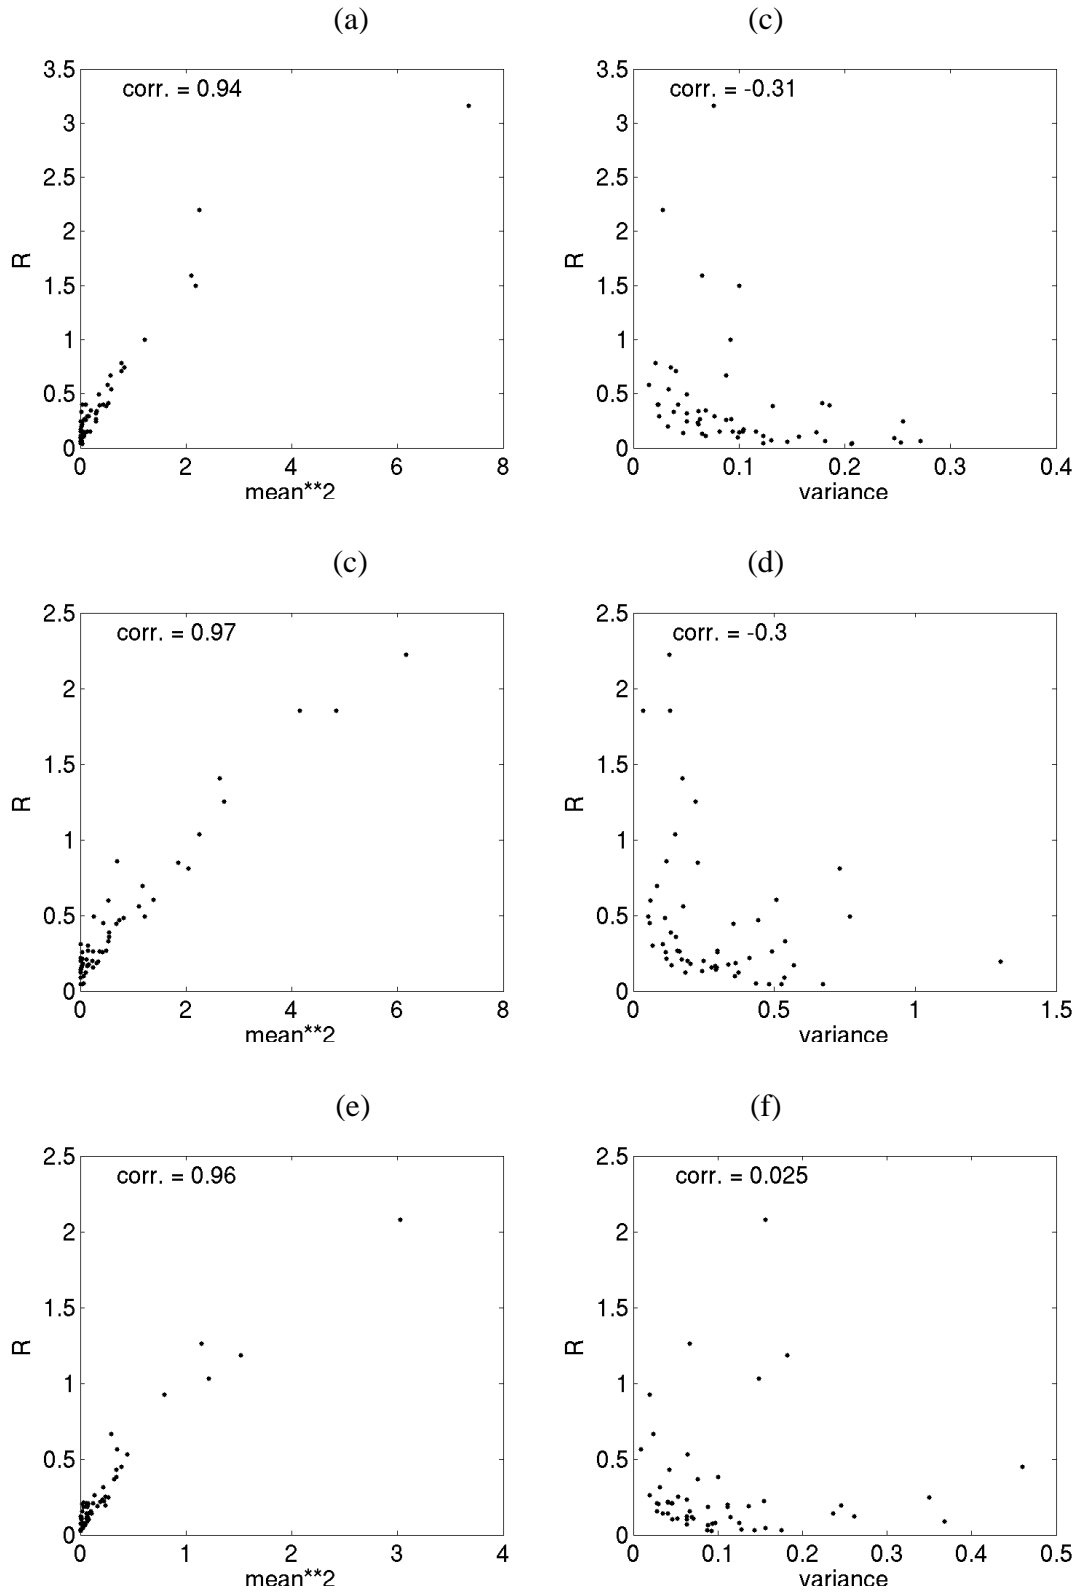 (a)
3.5
3
2.5
2
1.5
1
0.5
0
R
corr. = 0.94
0 2 4 6 8
mean**2
(c)
3.5
3
2.5
2
1.5
1
0.5
0
R
corr. = -0.31
0 0.1 0.2 0.3 0.4
variance
(c)
2.5
2
1.5
1
0.5
0
R
corr. = 0.97
0 2 4 6 8
mean**2
(d)
2.5
2
1.5
1
0.5
0
R
corr. = -0.3
0 0.5 1 1.5
variance
(e)
2.5
2
1.5
1
0.5
0
R
corr. = 0.96
0 1 2 3 4
mean**2
(f)
2.5
2
1.5
1
0.5
0
R
corr. = 0.025
0 0.1 0.2 0.3 0.4 0.5
variance